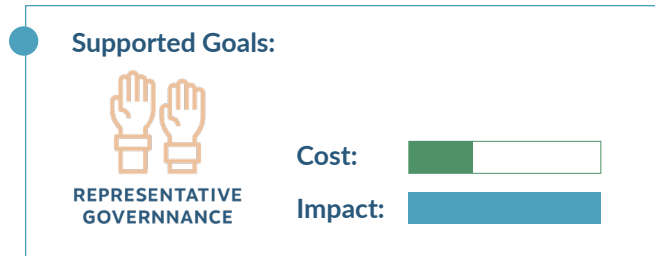 Supported Goals:
REPRESENTATIVE
GOVERNNANCE
Cost:
Impact: